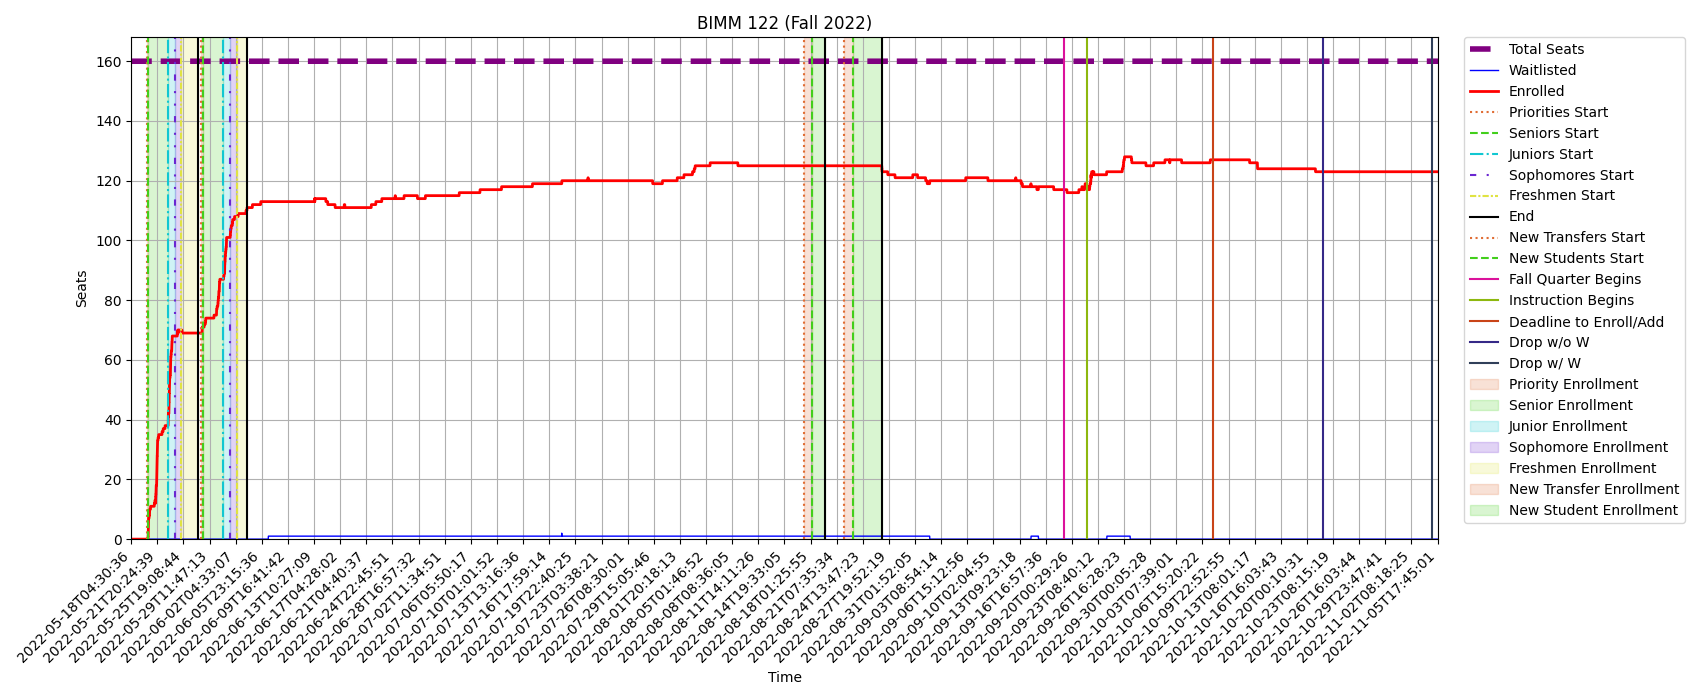 BIMM 122 (Fall 2022)
Seats
160
140
120
100
80
60
40
20
0
2022-05-18T04:30:36
2022-05-21T20:24:39
2022-05-25T19:08:44
2022-05-29T11:47:13
2022-06-02T04:33:07
2022-06-05T23:15:36
2022-06-09T16:41:42
2022-06-13T10:27:09
2022-06-17T04:28:02
2022-06-21T04:40:37
2022-06-24T22:45:51
2022-06-28T16:57:32
2022-07-02T11:34:51
2022-07-06T05:50:17
2022-07-10T01:01:52
2022-07-13T13:16:36
2022-07-16T17:59:14
2022-07-19T22:40:25
2022-07-23T03:38:21
2022-07-26T08:30:01
2022-07-29T15:05:46
2022-08-01T20:18:13
2022-08-05T01:46:52
2022-08-08T08:36:05
2022-08-11T14:11:26
2022-08-14T19:33:05
2022-08-18T01:25:55
2022-08-21T07:35:34
2022-08-24T13:47:23
2022-08-27T19:52:19
2022-08-31T01:52:05
2022-09-03T08:54:14
2022-09-06T15:12:56
2022-09-10T02:04:55
2022-09-13T09:23:18
2022-09-16T16:57:36
2022-09-20T00:29:26
2022-09-23T08:40:12
2022-09-26T16:28:23
2022-09-30T00:05:28
2022-10-03T07:39:01
2022-10-06T15:20:22
2022-10-09T22:52:55
2022-10-13T08:01:17
2022-10-16T16:03:43
2022-10-20T00:10:31
2022-10-23T08:15:19
2022-10-26T16:03:44
2022-10-29T23:47:41
2022-11-02T08:18:25
2022-11-05T17:45:01
Time
Total Seats
Waitlisted
Enrolled
Priorities Start
Seniors Start
Juniors Start
Sophomores Start
Freshmen Start
End
New Transfers Start
New Students Start
Fall Quarter Begins
Instruction Begins
Deadline to Enroll/Add
Drop w/o W
Drop w/ W
Priority Enrollment
Senior Enrollment
Junior Enrollment
Sophomore Enrollment
Freshmen Enrollment
New Transfer Enrollment
New Student Enrollment